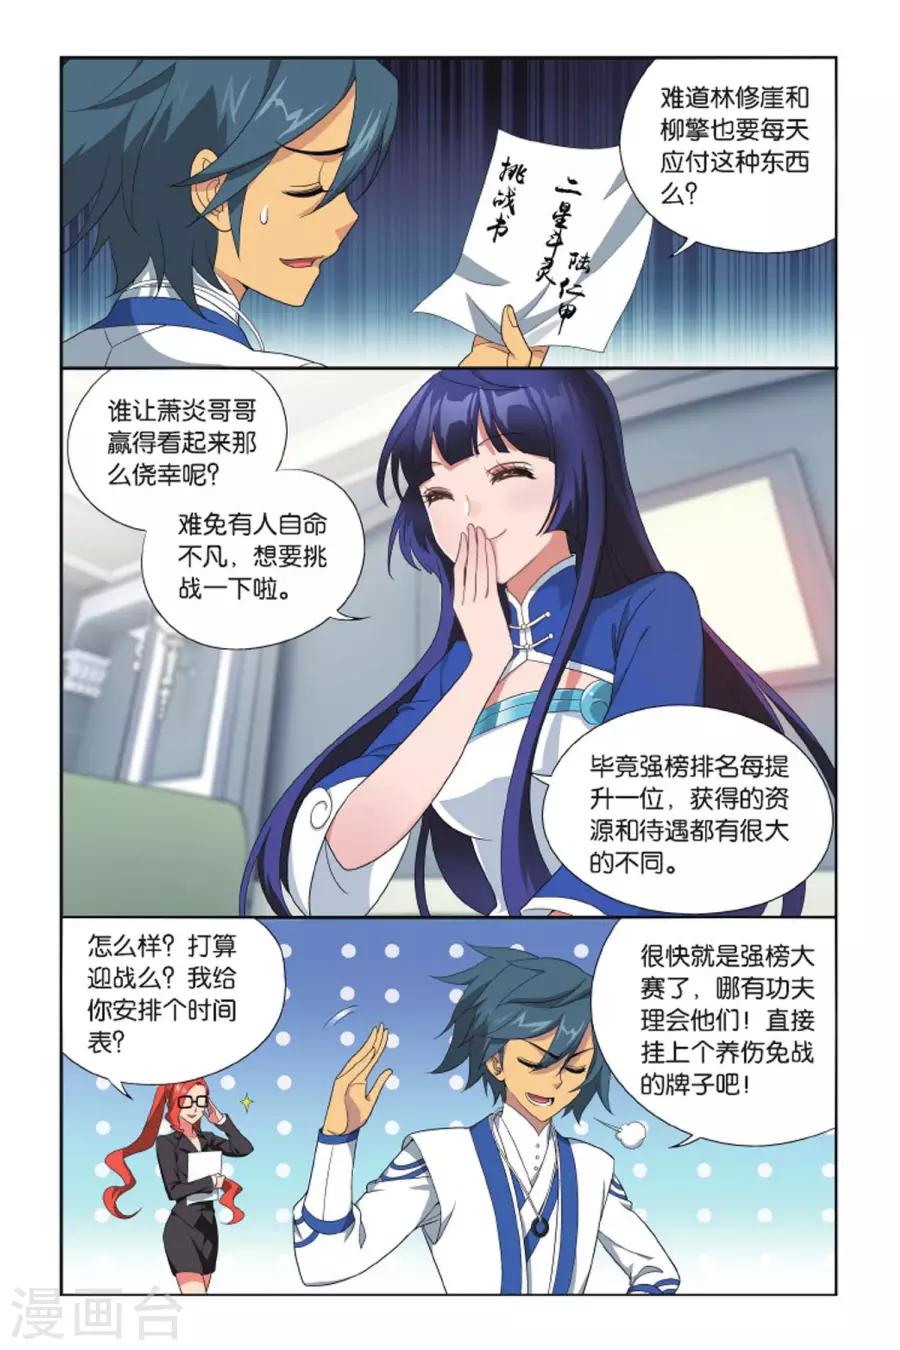 难道林修崖和
柳擎也要每天
应付这种东西
么？
挑战书
二星斗灵
陆仁甲
谁让萧炎哥哥
赢得看起来那
么侥幸呢？
难免有人自命
不凡，想要挑
战一下啦。
毕竟强榜排名每提
升一位，获得的资
源和待遇都有很大
的不同。
怎么样？打算
迎战么？我给
你安排个时间
表？
很快就是强榜大
赛了，哪有功夫
理会他们！直接
挂上个养伤免战
的牌子吧！
漫画台